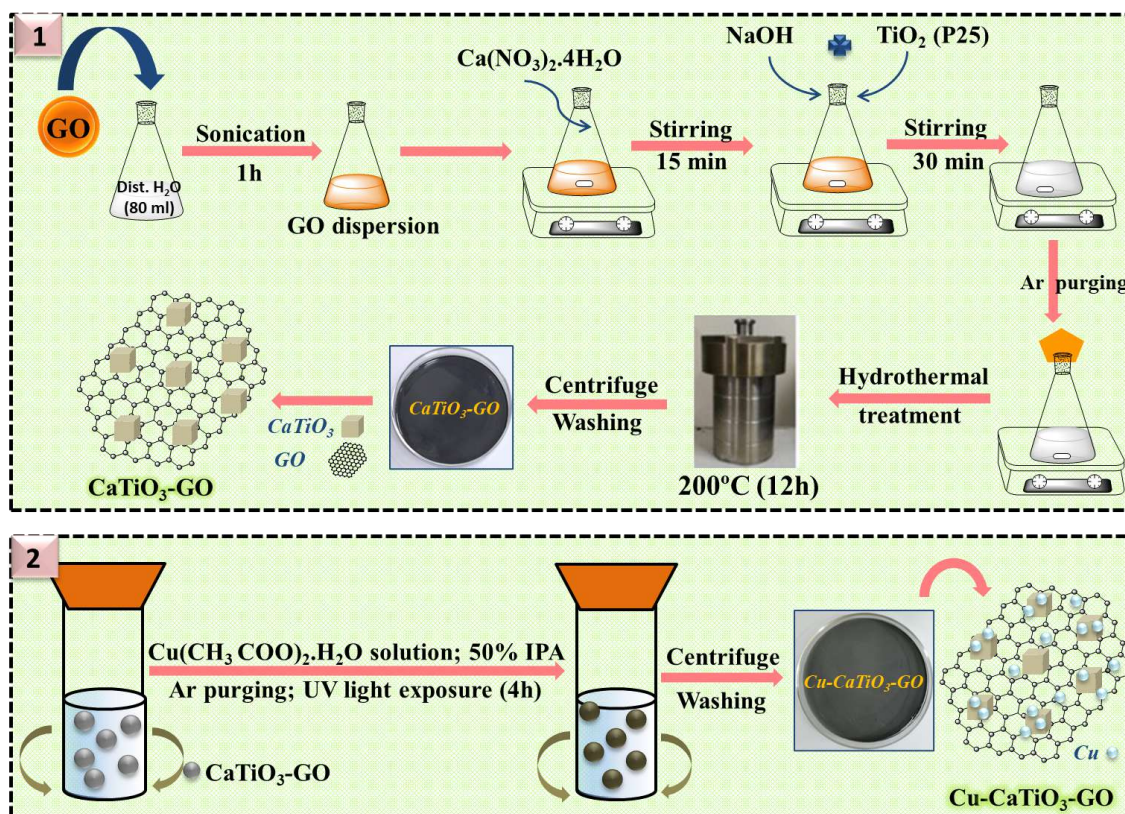 1
GO
Dist. H₂O
(80 ml)
Sonication
1h
GO dispersion
Ca(NO₃)₂.4H₂O
Stirring
15 min
NaOH
TiO₂ (P25)
Stirring
30 min
Ar purging
Hydrothermal
treatment
200ºC (12h)
Centrifuge
Washing
CaTiO₃-GO
CaTiO₃
GO
CaTiO₃-GO
2
Cu(CH₃ COO)₂.H₂O solution; 50% IPA
Ar purging; UV light exposure (4h)
CaTiO₃-GO
Centrifuge
Washing
Cu-CaTiO₃-GO
Cu
Cu-CaTiO₃-GO